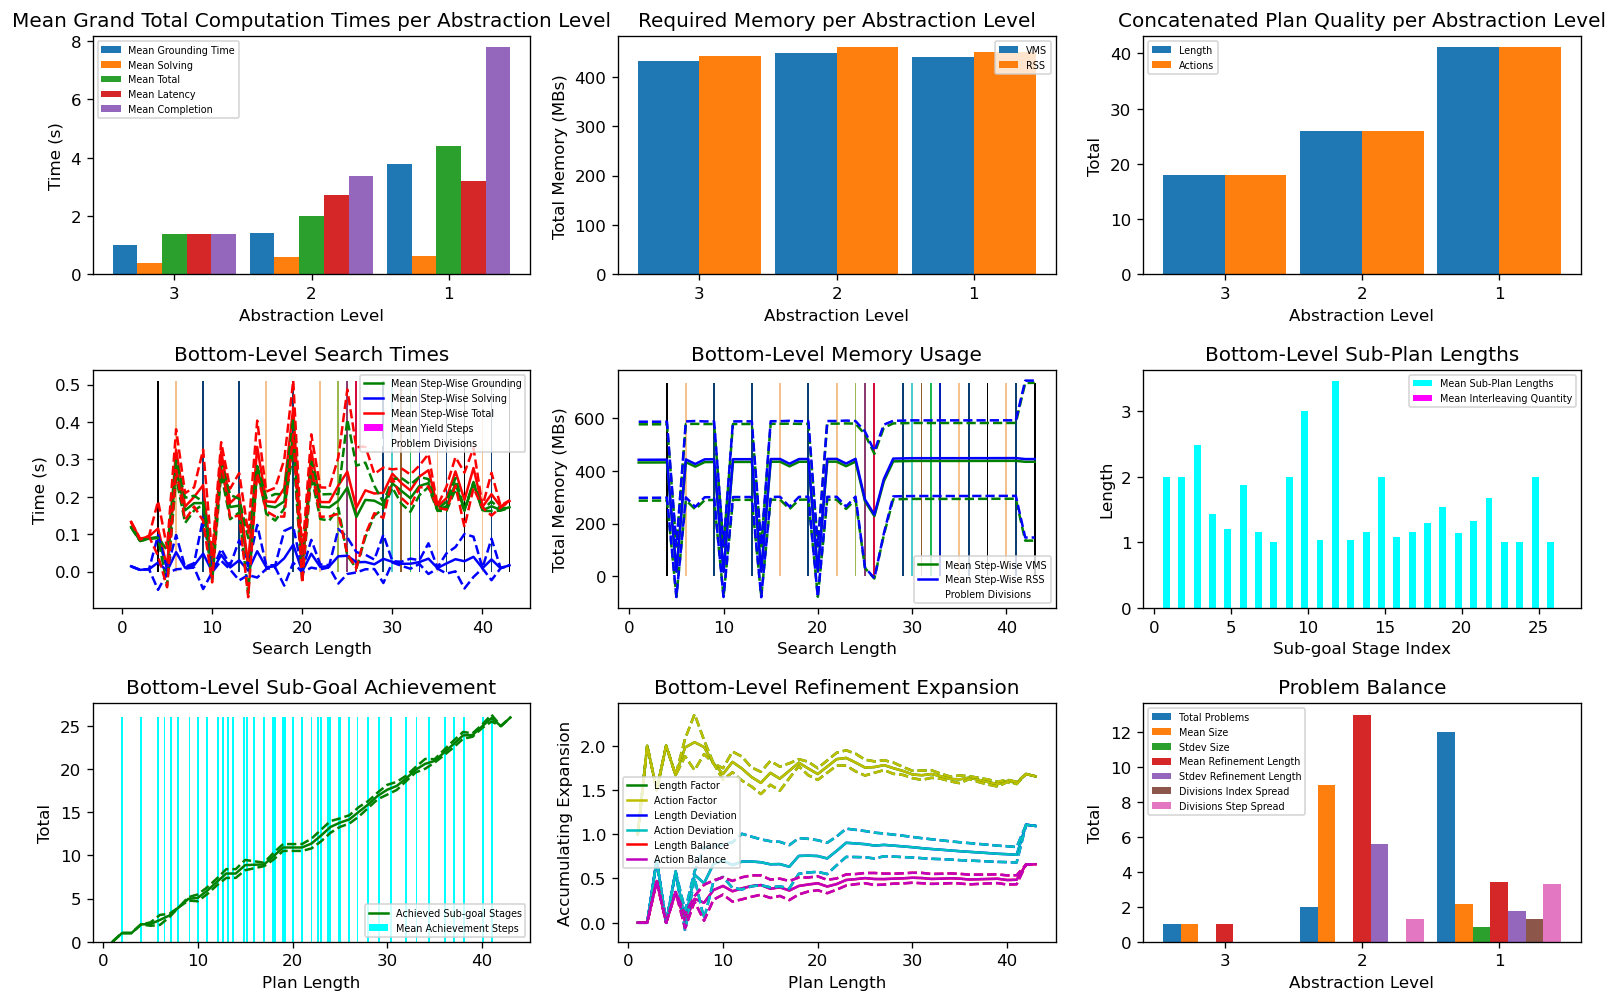 Mean Grand Total Computation Times per Abstraction Level
8
6
4
2
0
Time (s)
Mean Grounding Time
Mean Solving
Mean Total
Mean Latency
Mean Completion
3 2 1
Abstraction Level
Required Memory per Abstraction Level
400
300
200
100
0
Total Memory (MBs)
VMS
RSS
3 2 1
Abstraction Level
Concatenated Plan Quality per Abstraction Level
40
30
20
10
0
Total
Length
Actions
3 2 1
Abstraction Level
Bottom-Level Search Times
0.5
0.4
0.3
0.2
0.1
0.0
Time (s)
Mean Step-Wise Grounding
Mean Step-Wise Solving
Mean Step-Wise Total
Mean Yield Steps
Problem Divisions
0 10 20 30 40
Search Length
Bottom-Level Memory Usage
600
400
200
0
Total Memory (MBs)
Mean Step-Wise VMS
Mean Step-Wise RSS
Problem Divisions
0 10 20 30 40
Search Length
Bottom-Level Sub-Plan Lengths
3
2
1
0
Length
Mean Sub-Plan Lengths
Mean Interleaving Quantity
0 5 10 15 20 25
Sub-goal Stage Index
Bottom-Level Sub-Goal Achievement
25
20
15
10
5
0
Total
Achieved Sub-goal Stages
Mean Achievement Steps
0 10 20 30 40
Plan Length
Bottom-Level Refinement Expansion
2.0
1.5
1.0
0.5
0.0
Accumulating Expansion
Length Factor
Action Factor
Length Deviation
Action Deviation
Length Balance
Action Balance
0 10 20 30 40
Plan Length
Problem Balance
12
10
8
6
4
2
0
Total
Total Problems
Mean Size
Stdev Size
Mean Refinement Length
Stdev Refinement Length
Divisions Index Spread
Divisions Step Spread
3 2 1
Abstraction Level